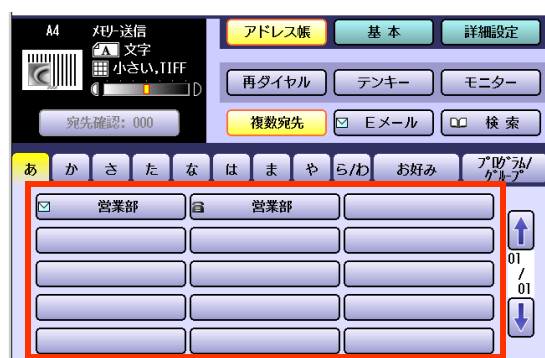 A4 ﾒﾓﾘｰ送信 アドレス帳 基本 詳細設定
A 文字
小さい,TIFF
D 再ダイヤル テンキー モニター
宛先確認: 000 複数宛先 Eメール 検索
あ か さ た な は ま や ら/わ お好み ﾌﾟﾛｸﾞﾗﾑ/
ｸﾞﾙｰﾌﾟ
営業部 営業部
01
/
01